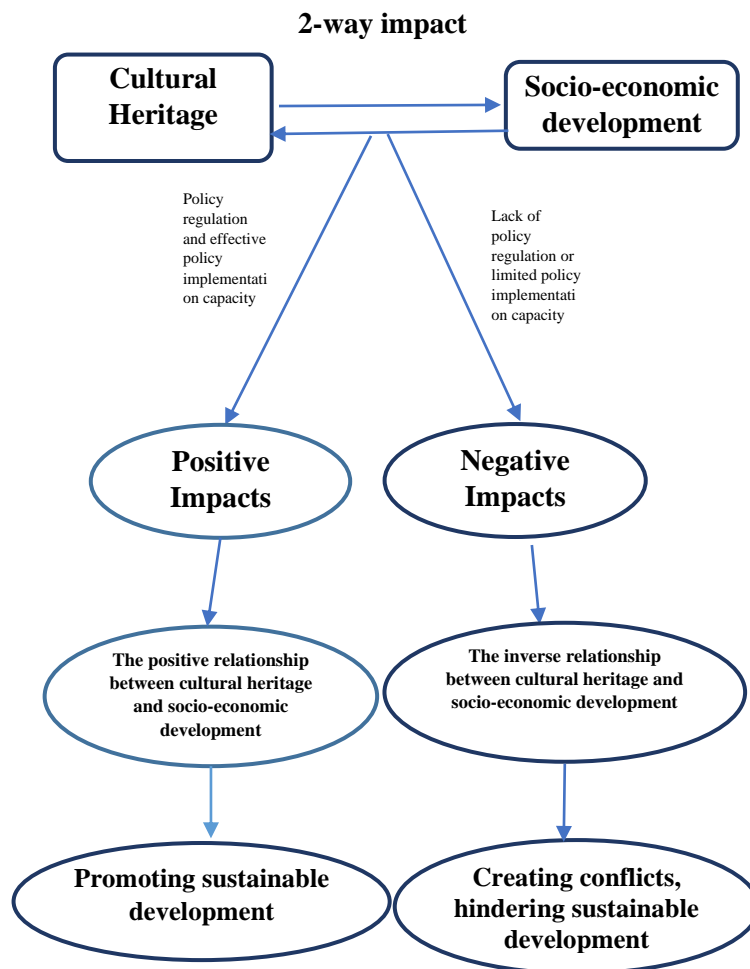 2-way impact
Cultural
Heritage
Socio-economic
development
Policy
regulation
and effective
policy
implementati
on capacity
Lack of
policy
regulation or
limited policy
implementati
on capacity
Positive
Impacts
Negative
Impacts
The positive relationship
between cultural heritage
and socio-economic
development
The inverse relationship
between cultural heritage and
socio-economic development
Promoting sustainable
development
Creating conflicts,
hindering sustainable
development